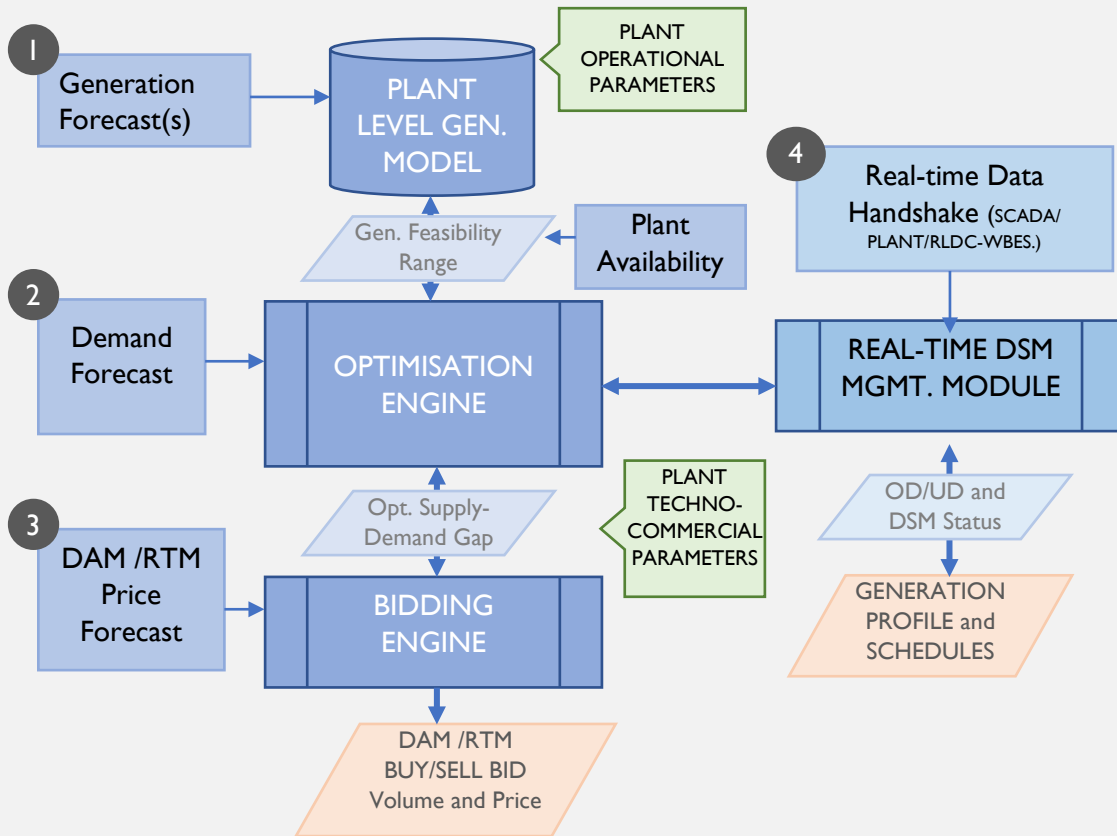 1
Generation
Forecast(s)
PLANT
LEVEL GEN.
MODEL
PLANT
OPERATIONAL
PARAMETERS
4
Real-time Data
Handshake (SCADA/
PLANT/RLDC-WBES.)
Gen. Feasibility
Range
Plant
Availability
2
Demand
Forecast
OPTIMISATION
ENGINE
REAL-TIME DSM
MGMT. MODULE
3
DAM /RTM
Price
Forecast
Opt. Supply-
Demand Gap
PLANT
TECHNO-
COMMERCIAL
PARAMETERS
OD/UD and
DSM Status
BIDDING
ENGINE
GENERATION
PROFILE and
SCHEDULES
DAM /RTM
BUY/SELL BID
Volume and Price